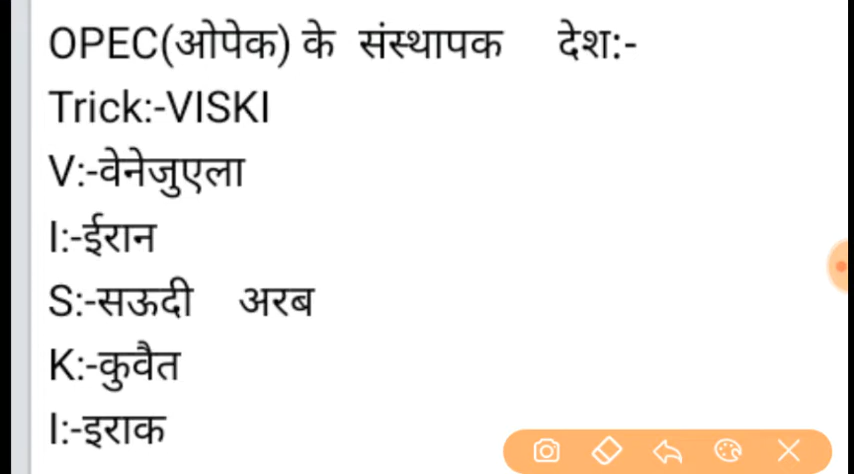 OPEC(ओपेक) के संस्थापक देश:-
Trick:-VISKI
V:-वेनेजुएला
I:-ईरान
S:-सऊदी अरब
K:-कुवैत
I:-इराक